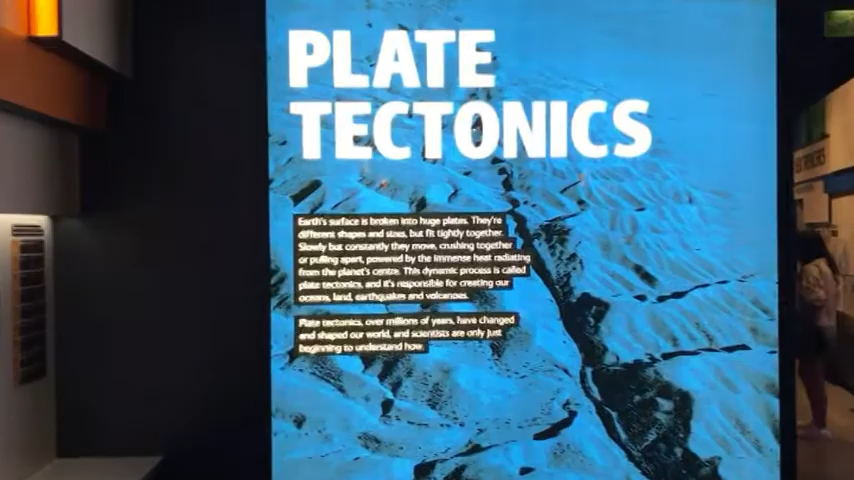 PLATE
TECTONICS
Earth's surface is broken into huge plates. They're
different shapes and sizes, but fit tightly together.
Slowly but constantly they move, crushing together
or pulling apart, powered by the immense heat radiating
from the planet's centre. This dynamic process is called
plate tectonics, and it's responsible for creating our
oceans, land, earthquakes and volcanoes.
Plate tectonics, over millions of years, have changed
and shaped our world, and scientists are only just
beginning to understand how.